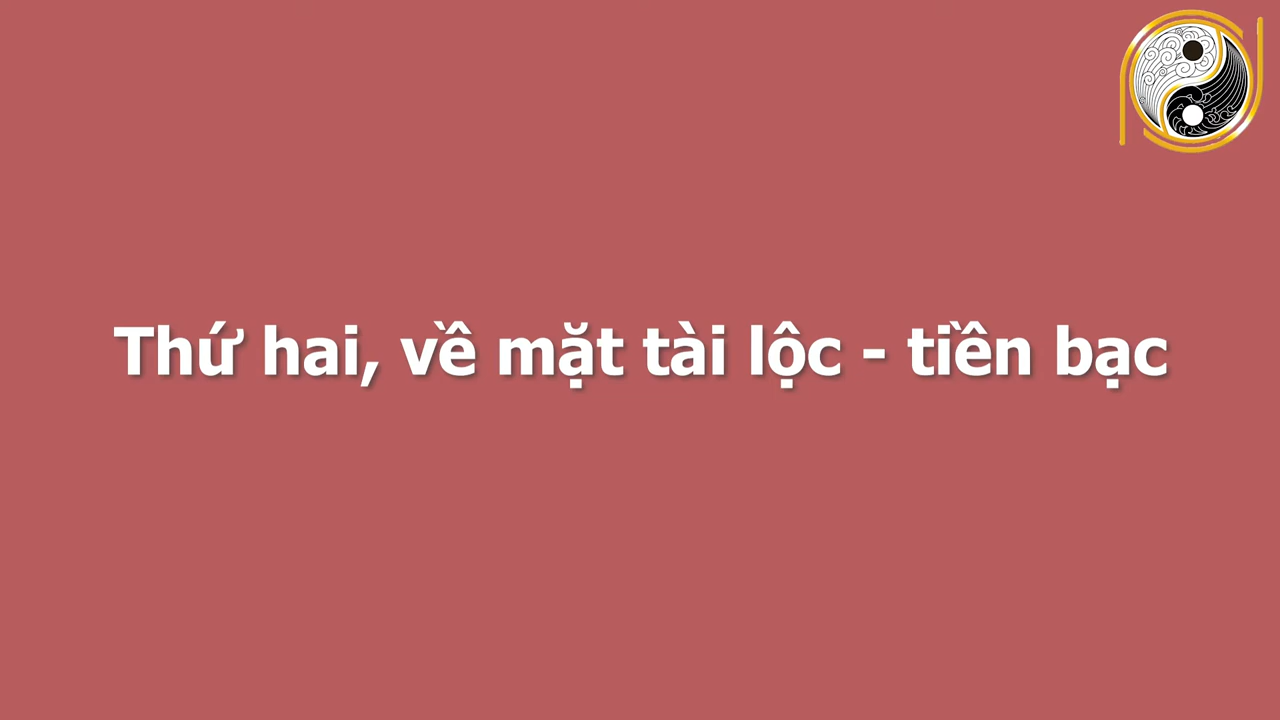 Thứ hai, về mặt tài lộc - tiền bạc